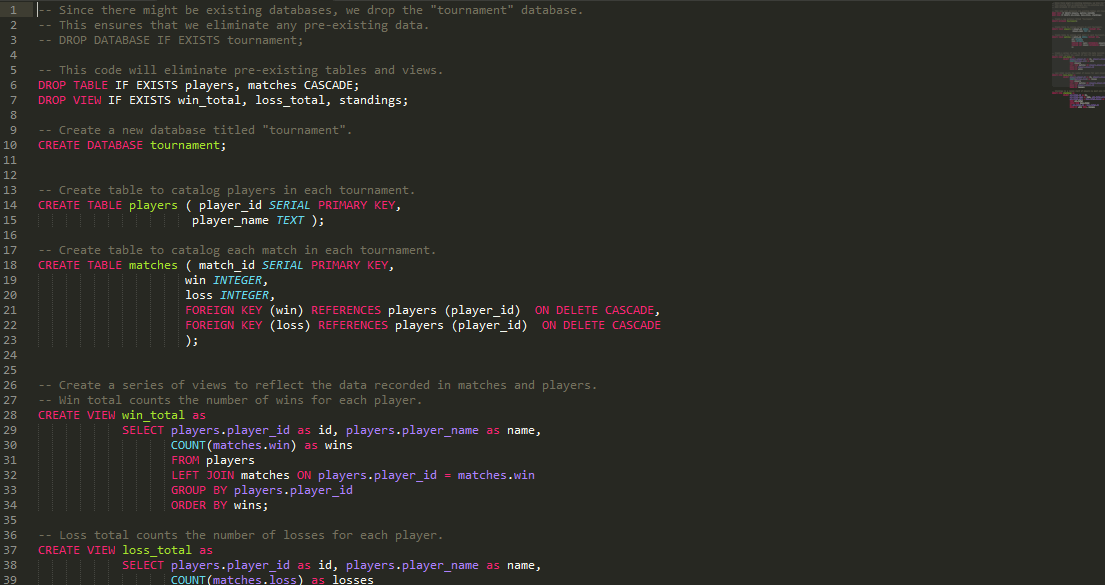 1 -- Since there might be existing databases, we drop the "tournament" database.
2 -- This ensures that we eliminate any pre-existing data.
3 -- DROP DATABASE IF EXISTS tournament;
4
5 -- This code will eliminate pre-existing tables and views.
6 DROP TABLE IF EXISTS players, matches CASCADE;
7 DROP VIEW IF EXISTS win_total, loss_total, standings;
8
9 -- Create a new database titled "tournament".
10 CREATE DATABASE tournament;
11
12
13 -- Create table to catalog players in each tournament.
14 CREATE TABLE players ( player_id SERIAL PRIMARY KEY,
15 player_name TEXT );
16
17 -- Create table to catalog each match in each tournament.
18 CREATE TABLE matches ( match_id SERIAL PRIMARY KEY,
19 win INTEGER,
20 loss INTEGER,
21 FOREIGN KEY (win) REFERENCES players (player_id)  ON DELETE CASCADE,
22 FOREIGN KEY (loss) REFERENCES players (player_id)  ON DELETE CASCADE
23 );
24
25
26 -- Create a series of views to reflect the data recorded in matches and players.
27 -- Win total counts the number of wins for each player.
28 CREATE VIEW win_total as
29 SELECT players.player_id as id, players.player_name as name,
30 COUNT(matches.win) as wins
31 FROM players
32 LEFT JOIN matches ON players.player_id = matches.win
33 GROUP BY players.player_id
34 ORDER BY wins;
35
36 -- Loss total counts the number of losses for each player.
37 CREATE VIEW loss_total as
38 SELECT players.player_id as id, players.player_name as name,
39 COUNT(matches.loss) as losses